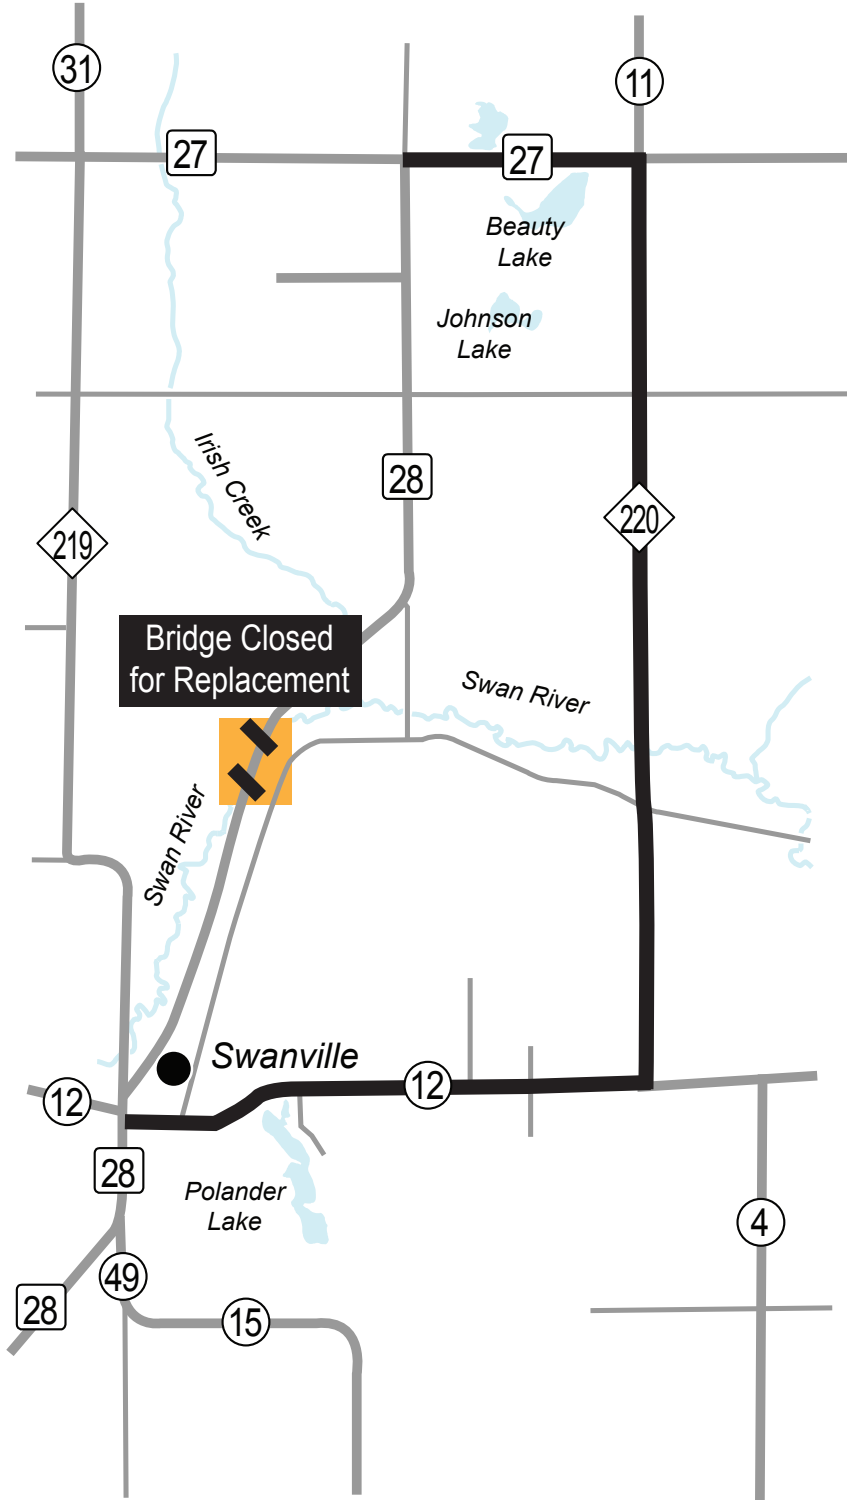 31
11
27
27
Beauty
Lake
Johnson
Lake
Irish Creek
28
219
220
Bridge Closed
for Replacement
Swan River
Swan River
Swanville
12
12
28
Polander
Lake
4
49
28
15